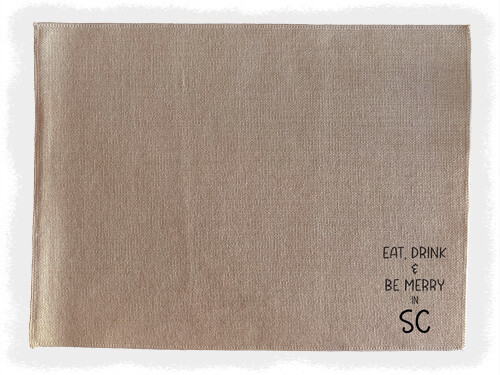 EAT, DRINK
&
BE MERRY
IN
SC